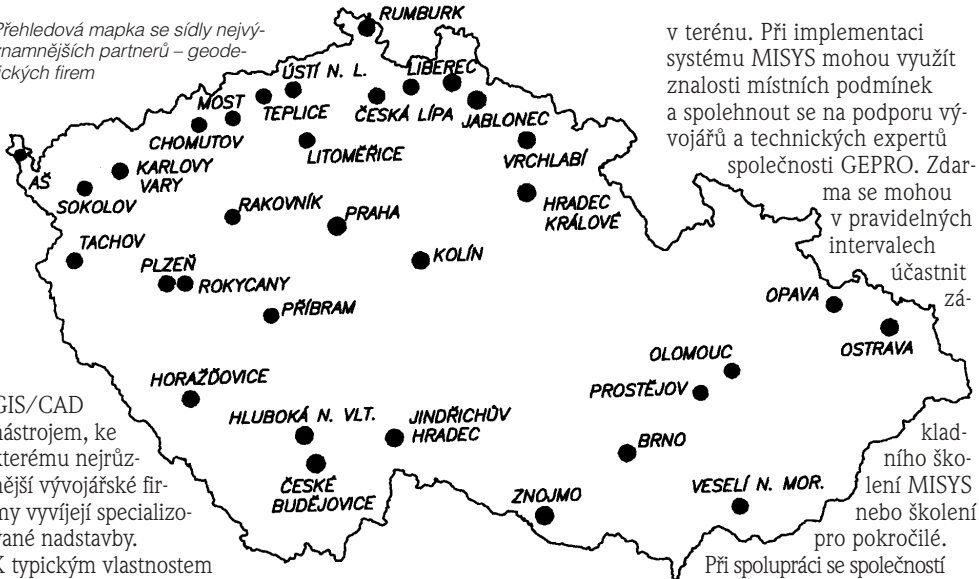 Přehledová mapka se sídly nejvý-
znamnějších partnerů – geode-
tických firem
RUMBURK
ÚSTÍ N. L.
LIBEREC
MOST
TEPLICE
ČESKÁ LÍPA
JABLONEC
CHOMUTOV
LITOMĚŘICE
VRCHLABÍ
AŠ
KARLOVY
VARY
SOKOLOV
RAKOVNÍK
PRAHA
HRADEC
KRÁLOVÉ
TACHOV
PLZEŇ
ROKYCANY
KOLÍN
PŘÍBRAM
OPAVA
OSTRAVA
OLOMOUC
PROSTĚJOV
HORAŽĎOVICE
HLUBOKÁ N. VLT.
JINDŘICHŮV
HRADEC
BRNO
ČESKÉ
BUDĚJOVICE
ZNOJMO
VESELÍ N. MOR.
GIS/CAD
nástrojem, ke
kterému nejrůz-
nější vývojářské fir-
my vyvíjejí specializo-
vané nadstavby.
K typickým vlastnostem
v terénu. Při implementaci
systému MISYS mohou využít
znalosti místních podmínek
a spolehnout se na podporu vý-
vojářů a technických expertů
společnosti GEPRO. Zdar-
ma se mohou
v pravidelných
intervalech
účastnit
zá-
klad-
ního ško-
lení MISYS
nebo školení
pro pokročilé.
Při spolupráci se společností